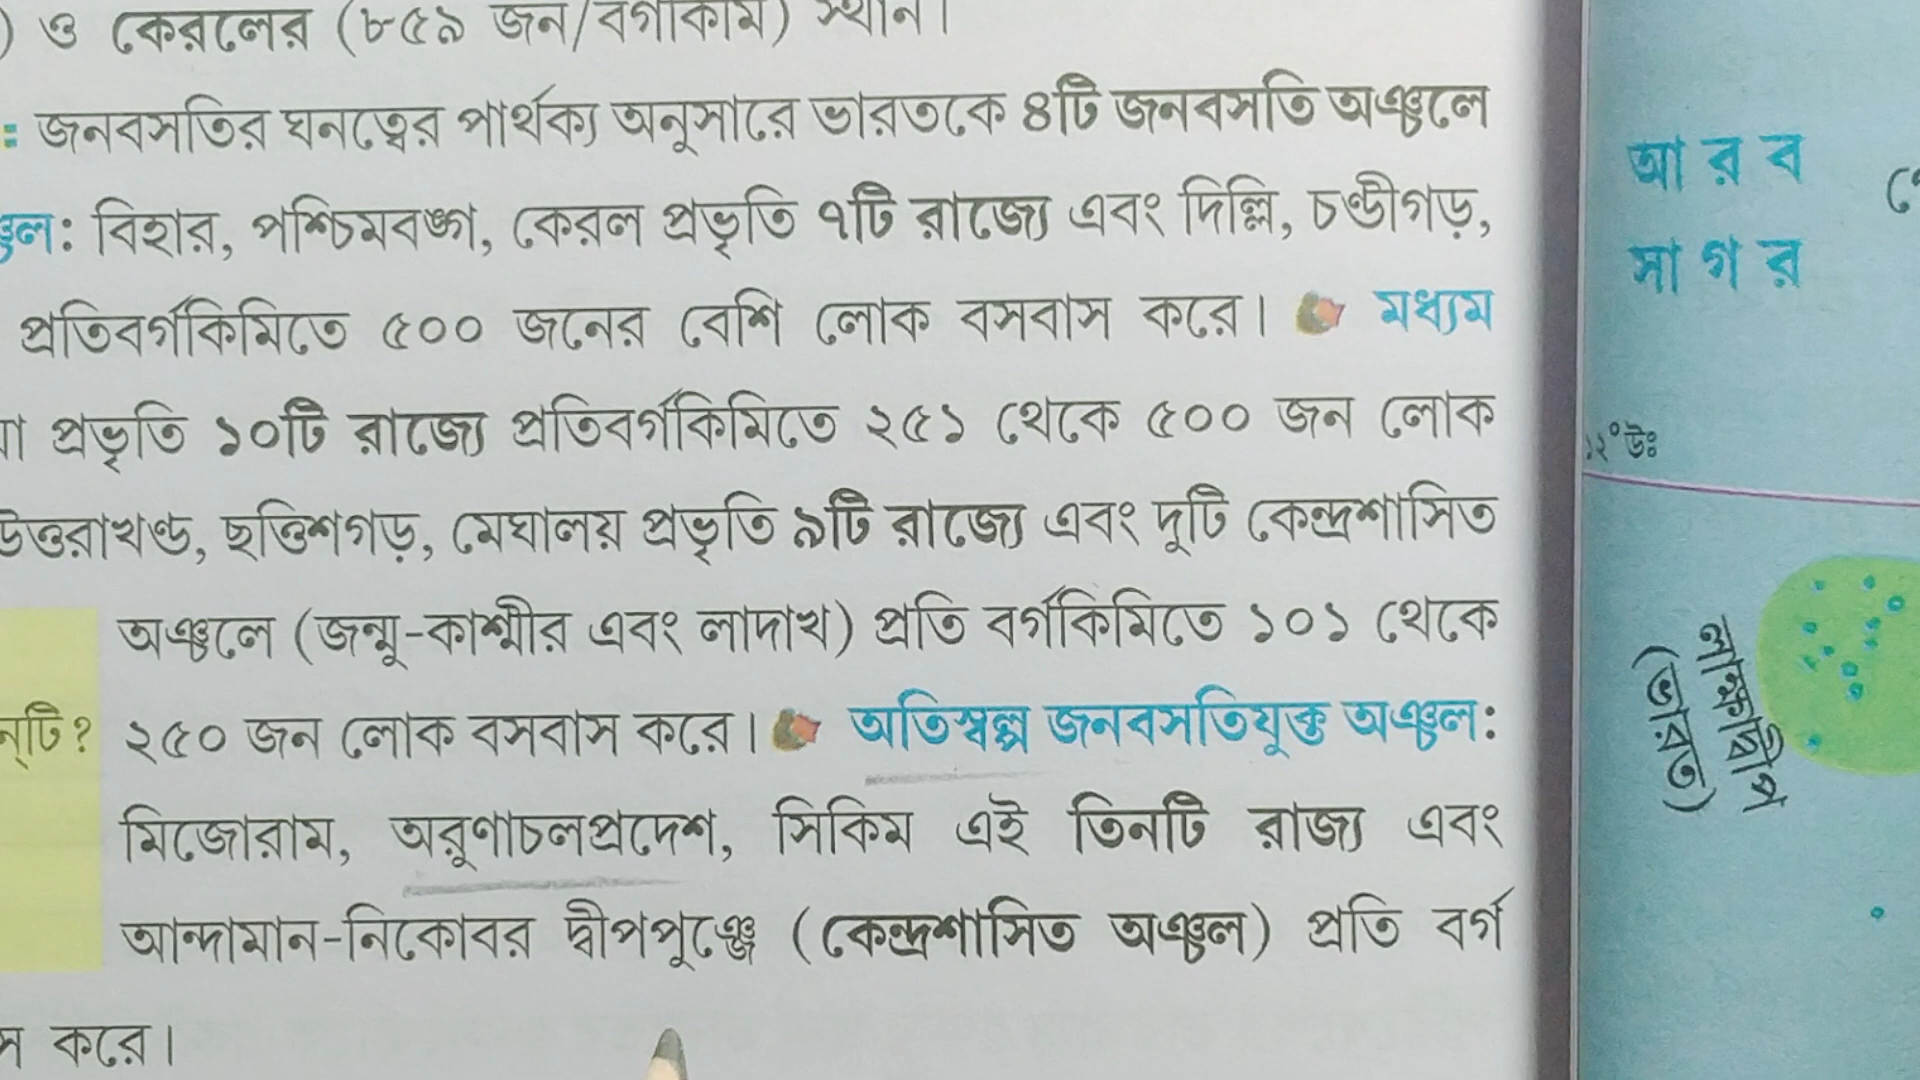 ) ও কেরলের (৮৫৯ জন/বর্গকিমি) স্থান।
: জনবসতির ঘনত্বের পার্থক্য অনুসারে ভারতকে ৪টি জনবসতি অঞ্চলে
ঞ্চল: বিহার, পশ্চিমবঙ্গ, কেরল প্রভৃতি ৭টি রাজ্যে এবং দিল্লি, চণ্ডীগড়,
প্রতিবর্গকিমিতে ৫০০ জনের বেশি লোক বসবাস করে। মধ্যম
প্রভৃতি ১০টি রাজ্যে প্রতিবর্গকিমিতে ২৫১ থেকে ৫০০ জন লোক
উত্তরাখণ্ড, ছত্তিশগড়, মেঘালয় প্রভৃতি ৯টি রাজ্যে এবং দুটি কেন্দ্রশাসিত
অঞ্চলে (জম্মু-কাশ্মীর এবং লাদাখ) প্রতি বর্গকিমিতে ১০১ থেকে
২৫০ জন লোক বসবাস করে। অতিস্বল্প জনবসতিযুক্ত অঞ্চল:
মিজোরাম, অরুণাচলপ্রদেশ, সিকিম এই তিনটি রাজ্য এবং
আন্দামান-নিকোবর দ্বীপপুঞ্জে (কেন্দ্রশাসিত অঞ্চল) প্রতি বর্গ
স করে।
নটি?
আ র ব
সা গ র
১২° উঃ
লাক্ষাদ্বীপ
(ভারত)